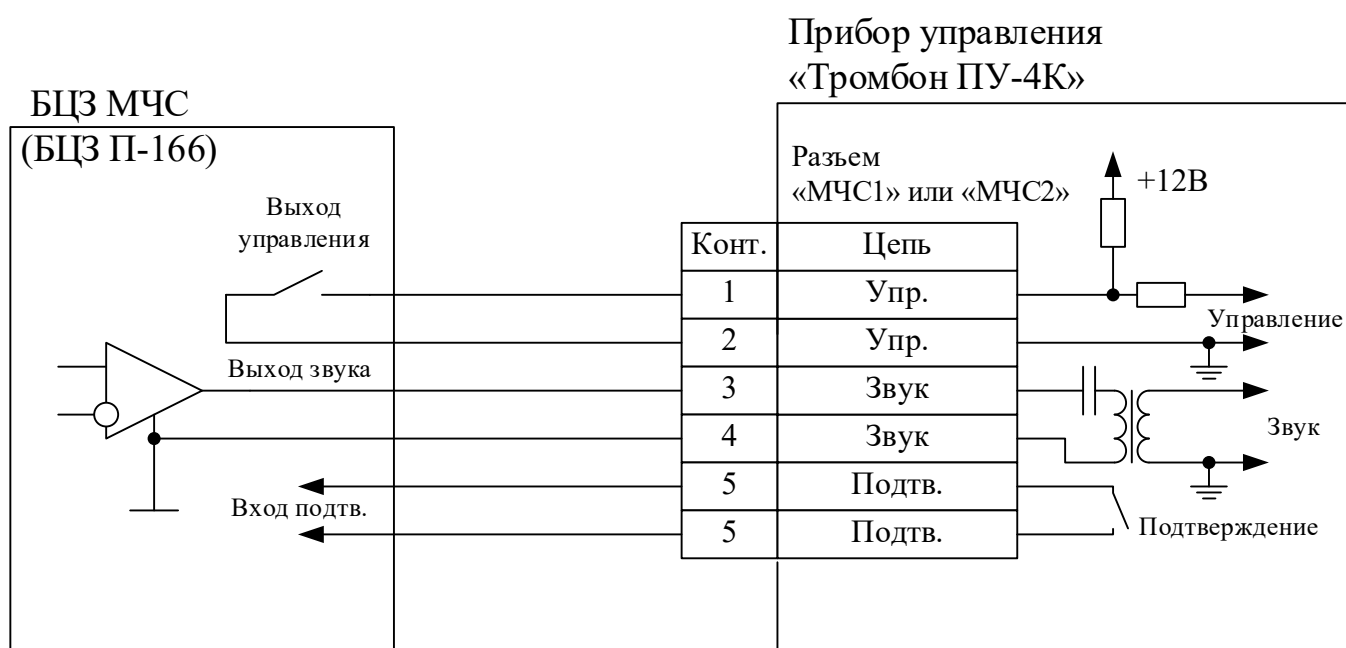 Прибор управления
«Тромбон ПУ-4К»
БЦЗ МЧС
(БЦЗ П-166)
Разъем
«МЧС1» или «МЧС2»
+12В
Выход
управления
Конт. Цепь
1 Упр.
Управление
2 Упр.
Выход звука
3 Звук
Звук
4 Звук
5 Подтв.
Вход подтв.
Подтверждение
5 Подтв.